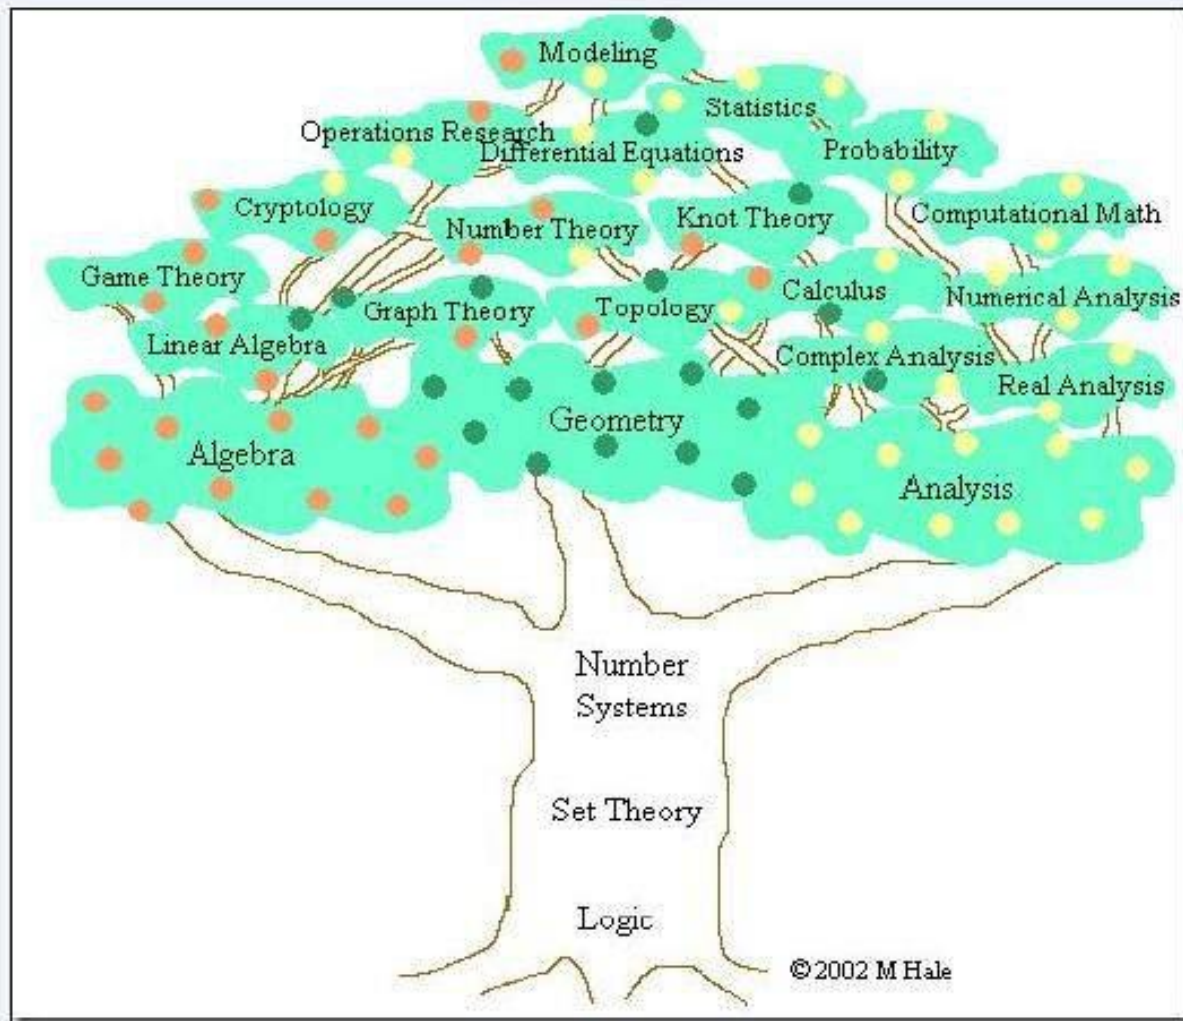 Modeling
Statistics
Operations Research
Differential Equations
Probability
Cryptology
Number Theory
Knot Theory
Computational Math
Game Theory
Graph Theory
Topology
Calculus
Numerical Analysis
Linear Algebra
Complex Analysis
Real Analysis
Algebra
Geometry
Analysis
Number
Systems
Set Theory
Logic
©2002 M Hale